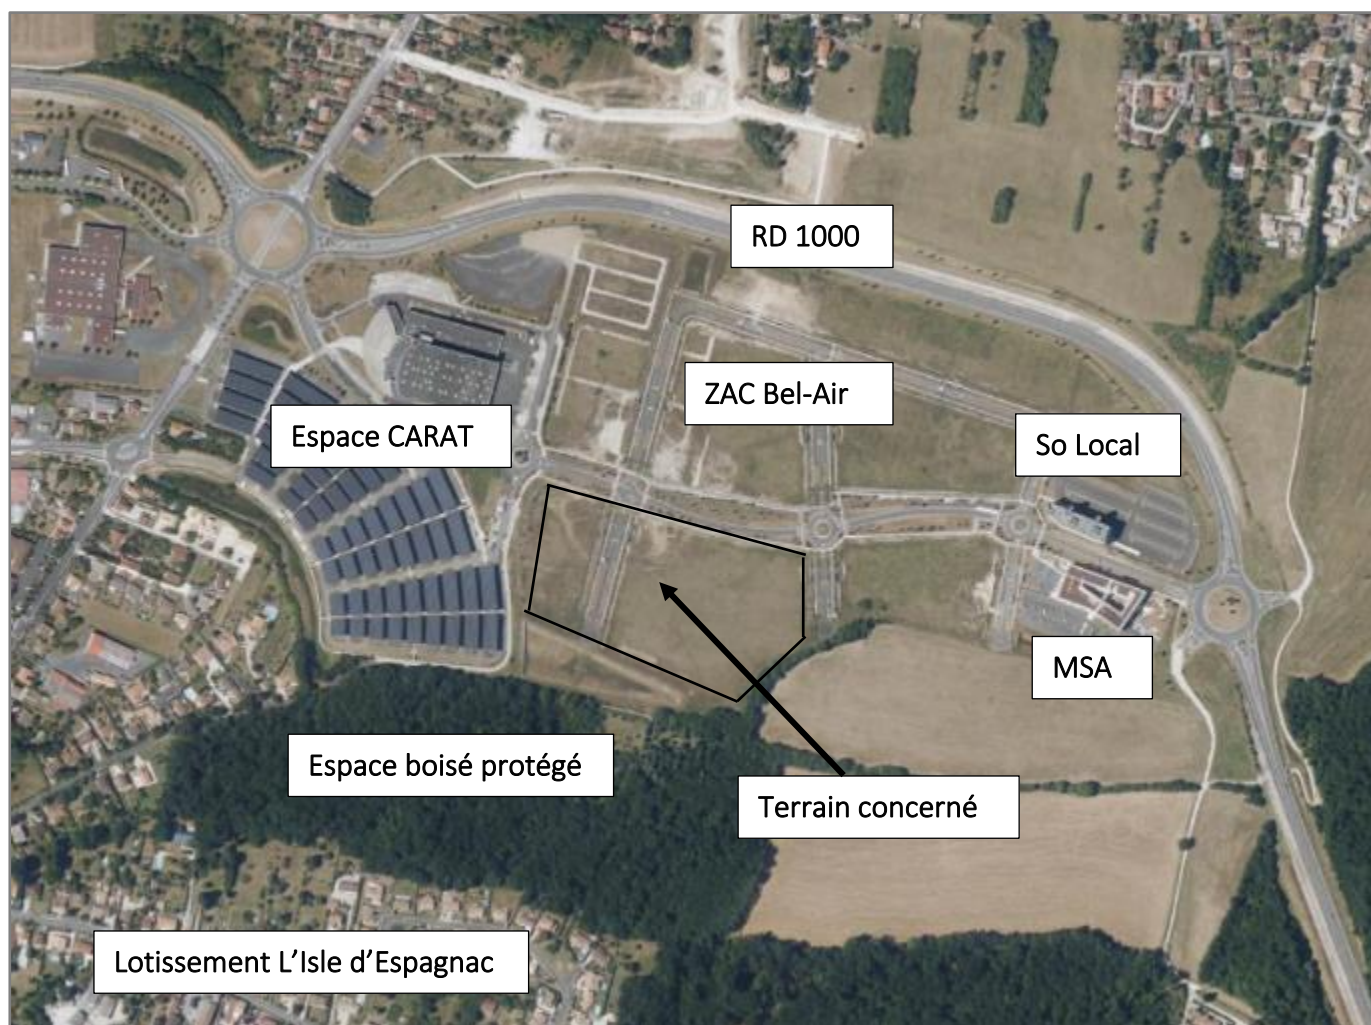 RD 1000
ZAC Bel-Air
Espace CARAT
So Local
MSA
Espace boisé protégé
Terrain concerné
Lotissement L’Isle d’Espagnac